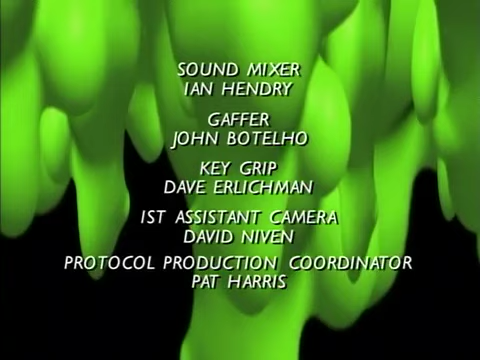 SOUND MIXER
IAN HENDRY
GAFFER
JOHN BOTELHO
KEY GRIP
DAVE ERLICHMAN
1ST ASSISTANT CAMERA
DAVID NIVEN
PROTOCOL PRODUCTION COORDINATOR
PAT HARRIS